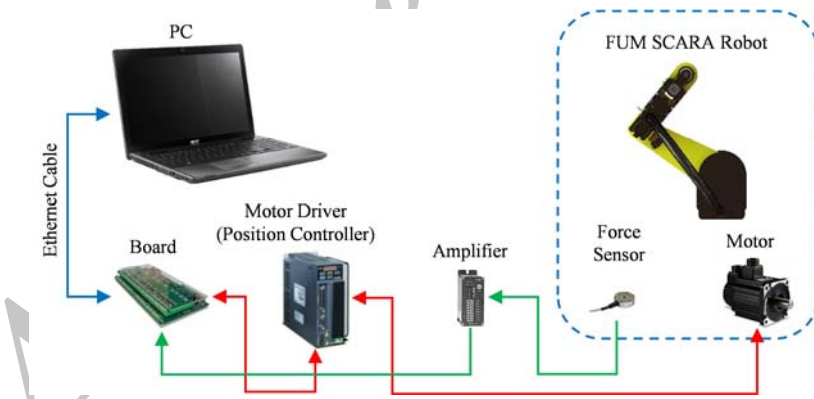 PC
FUM SCARA Robot
Ethernet Cable
Motor Driver
(Position Controller)
Board
Amplifier
Force
Sensor
Motor